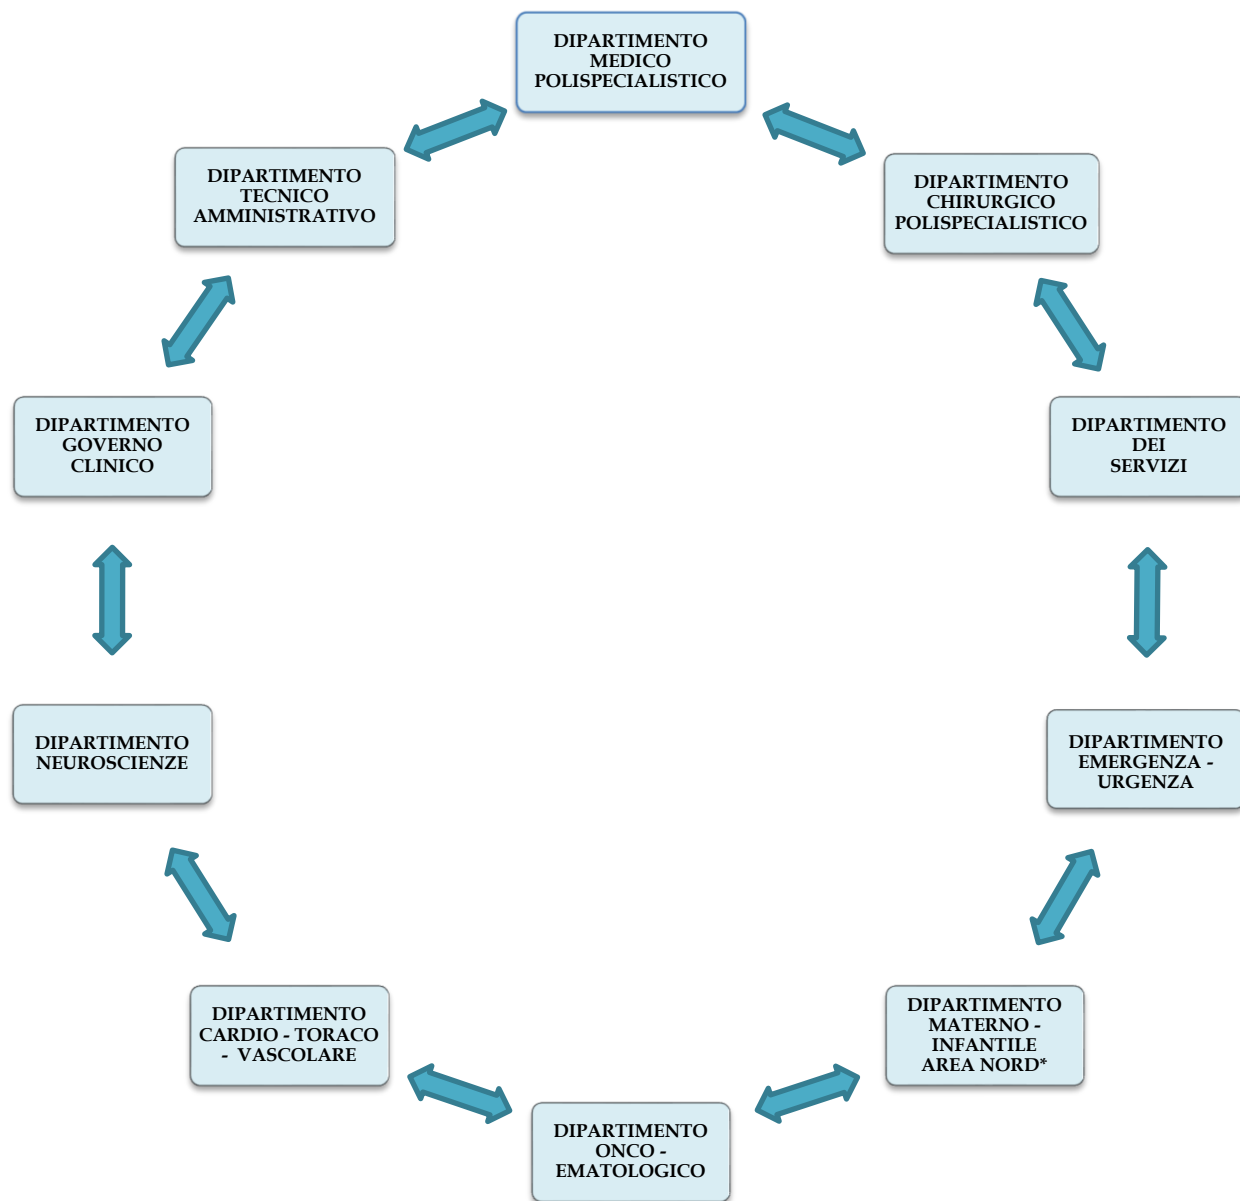 DIPARTIMENTO
MEDICO
POLISPECIALISTICO
DIPARTIMENTO
TECNICO
AMMINISTRATIVO
DIPARTIMENTO
CHIRURGICO
POLISPECIALISTICO
DIPARTIMENTO
GOVERNO
CLINICO
DIPARTIMENTO
DEI
SERVIZI
DIPARTIMENTO
NEUROSCIENZE
DIPARTIMENTO
EMERGENZA -
URGENZA
DIPARTIMENTO
CARDIO - TORACO
- VASCOLARE
DIPARTIMENTO
MATERNO -
INFANTILE
AREA NORD*
DIPARTIMENTO
ONCO -
EMATOLOGICO